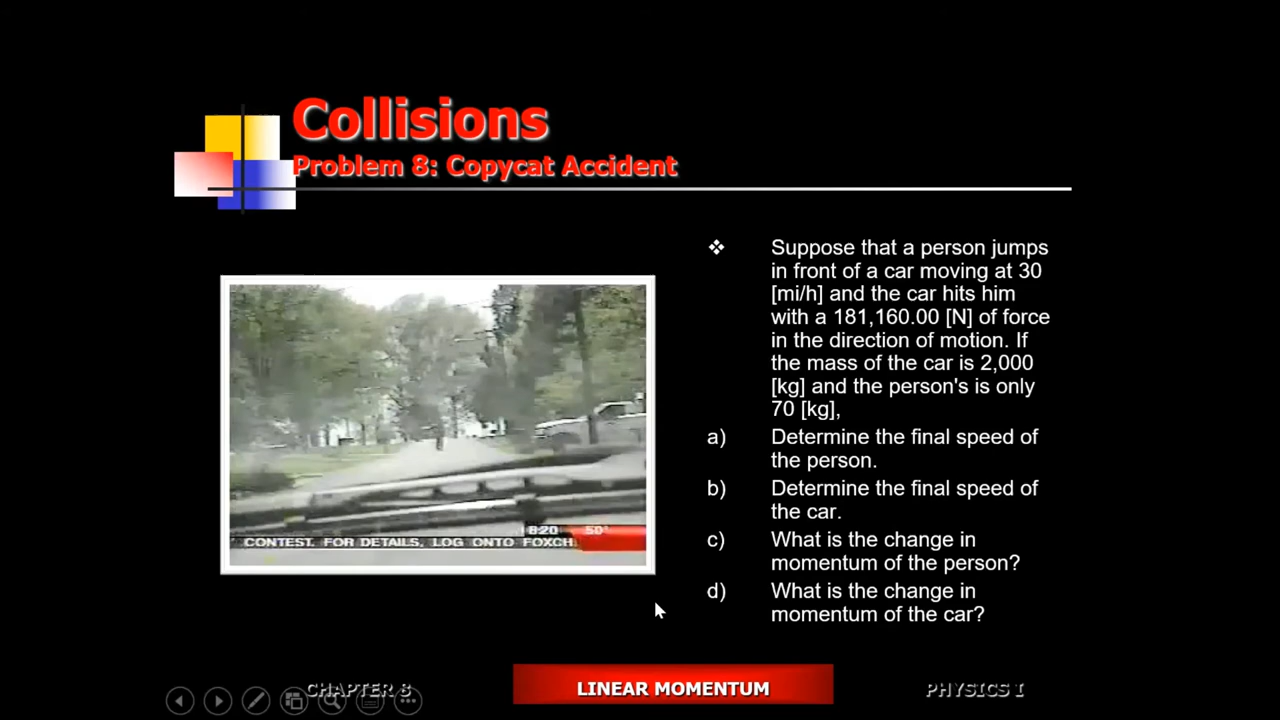 Collisions
Problem 8: Copycat Accident
❖ Suppose that a person jumps
in front of a car moving at 30
[mi/h] and the car hits him
with a 181,160.00 [N] of force
in the direction of motion. If
the mass of the car is 2,000
[kg] and the person's is only
70 [kg],
a) Determine the final speed of
the person.
b) Determine the final speed of
the car.
c) What is the change in
momentum of the person?
d) What is the change in
momentum of the car?
8:20 50°
CONTEST. FOR DETAILS, LOG ONTO FOXCH
CHAPTER 8
LINEAR MOMENTUM
PHYSICS I